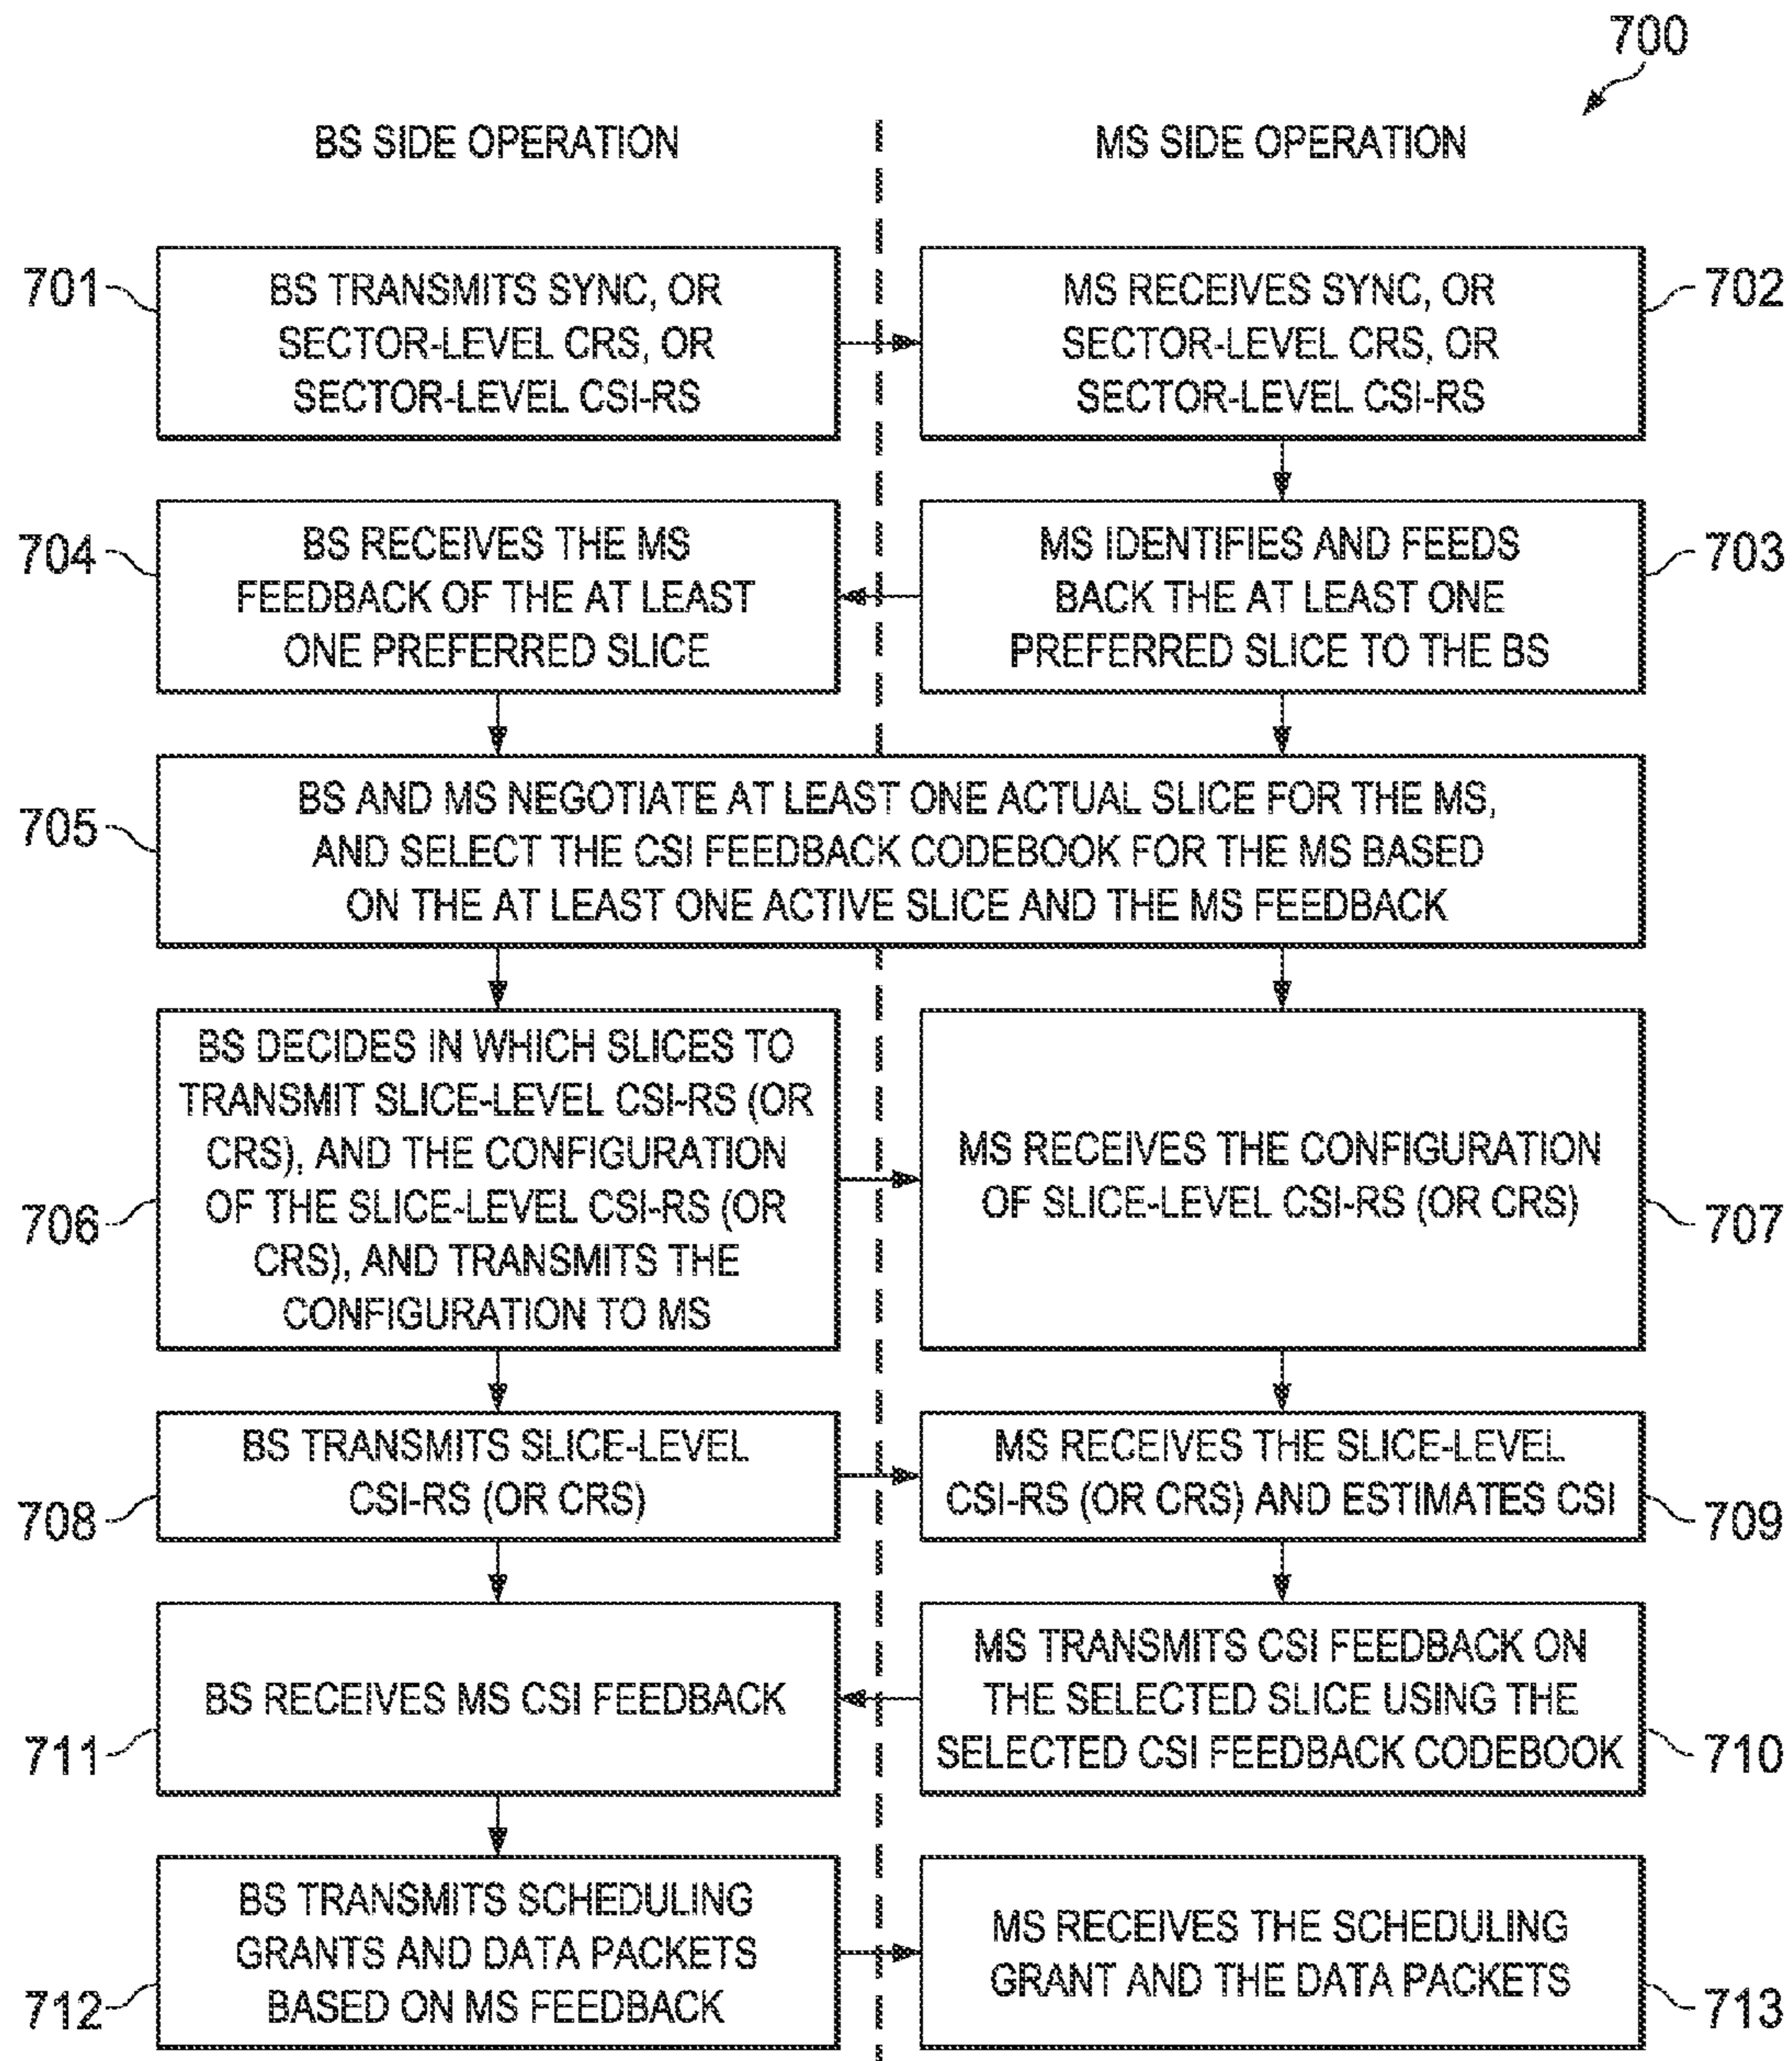 700
BS SIDE OPERATION
MS SIDE OPERATION
701
BS TRANSMITS SYNC, OR
SECTOR-LEVEL CRS, OR
SECTOR-LEVEL CSI-RS
MS RECEIVES SYNC, OR
SECTOR-LEVEL CRS, OR
SECTOR-LEVEL CSI-RS
702
704
BS RECEIVES THE MS
FEEDBACK OF THE AT LEAST
ONE PREFERRED SLICE
MS IDENTIFIES AND FEEDS
BACK THE AT LEAST ONE
PREFERRED SLICE TO THE BS
703
705
BS AND MS NEGOTIATE AT LEAST ONE ACTUAL SLICE FOR THE MS,
AND SELECT THE CSI FEEDBACK CODEBOOK FOR THE MS BASED
ON THE AT LEAST ONE ACTIVE SLICE AND THE MS FEEDBACK
706
BS DECIDES IN WHICH SLICES TO
TRANSMIT SLICE-LEVEL CSI-RS (OR
CRS), AND THE CONFIGURATION
OF THE SLICE-LEVEL CSI-RS (OR
CRS), AND TRANSMITS THE
CONFIGURATION TO MS
MS RECEIVES THE CONFIGURATION
OF SLICE-LEVEL CSI-RS (OR CRS)
707
708
BS TRANSMITS SLICE-LEVEL
CSI-RS (OR CRS)
MS RECEIVES THE SLICE-LEVEL
CSI-RS (OR CRS) AND ESTIMATES CSI
709
711
BS RECEIVES MS CSI FEEDBACK
MS TRANSMITS CSI FEEDBACK ON
THE SELECTED SLICE USING THE
SELECTED CSI FEEDBACK CODEBOOK
710
712
BS TRANSMITS SCHEDULING
GRANTS AND DATA PACKETS
BASED ON MS FEEDBACK
MS RECEIVES THE SCHEDULING
GRANT AND THE DATA PACKETS
713